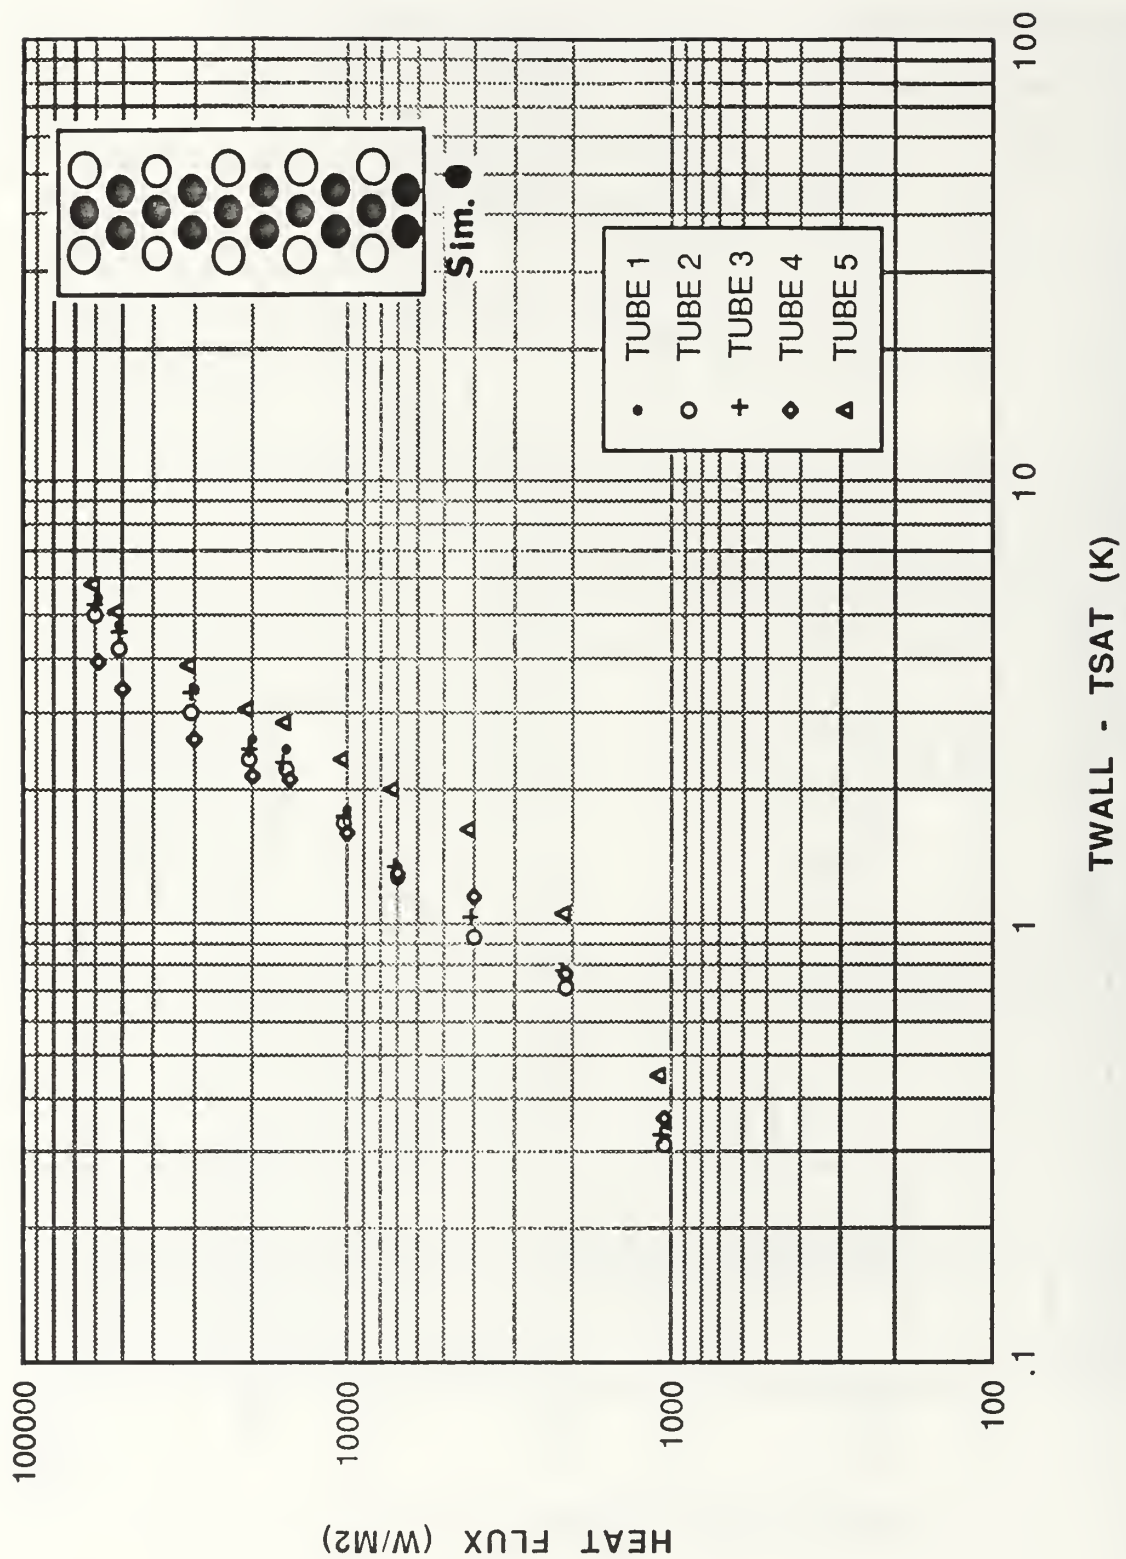 HEAT FLUX (W/M2)
100000
10000
1000
100
Sim.
TUBE 1
TUBE 2
TUBE 3
TUBE 4
TUBE 5
.1
1
10
100
TWALL - TSAT (K)